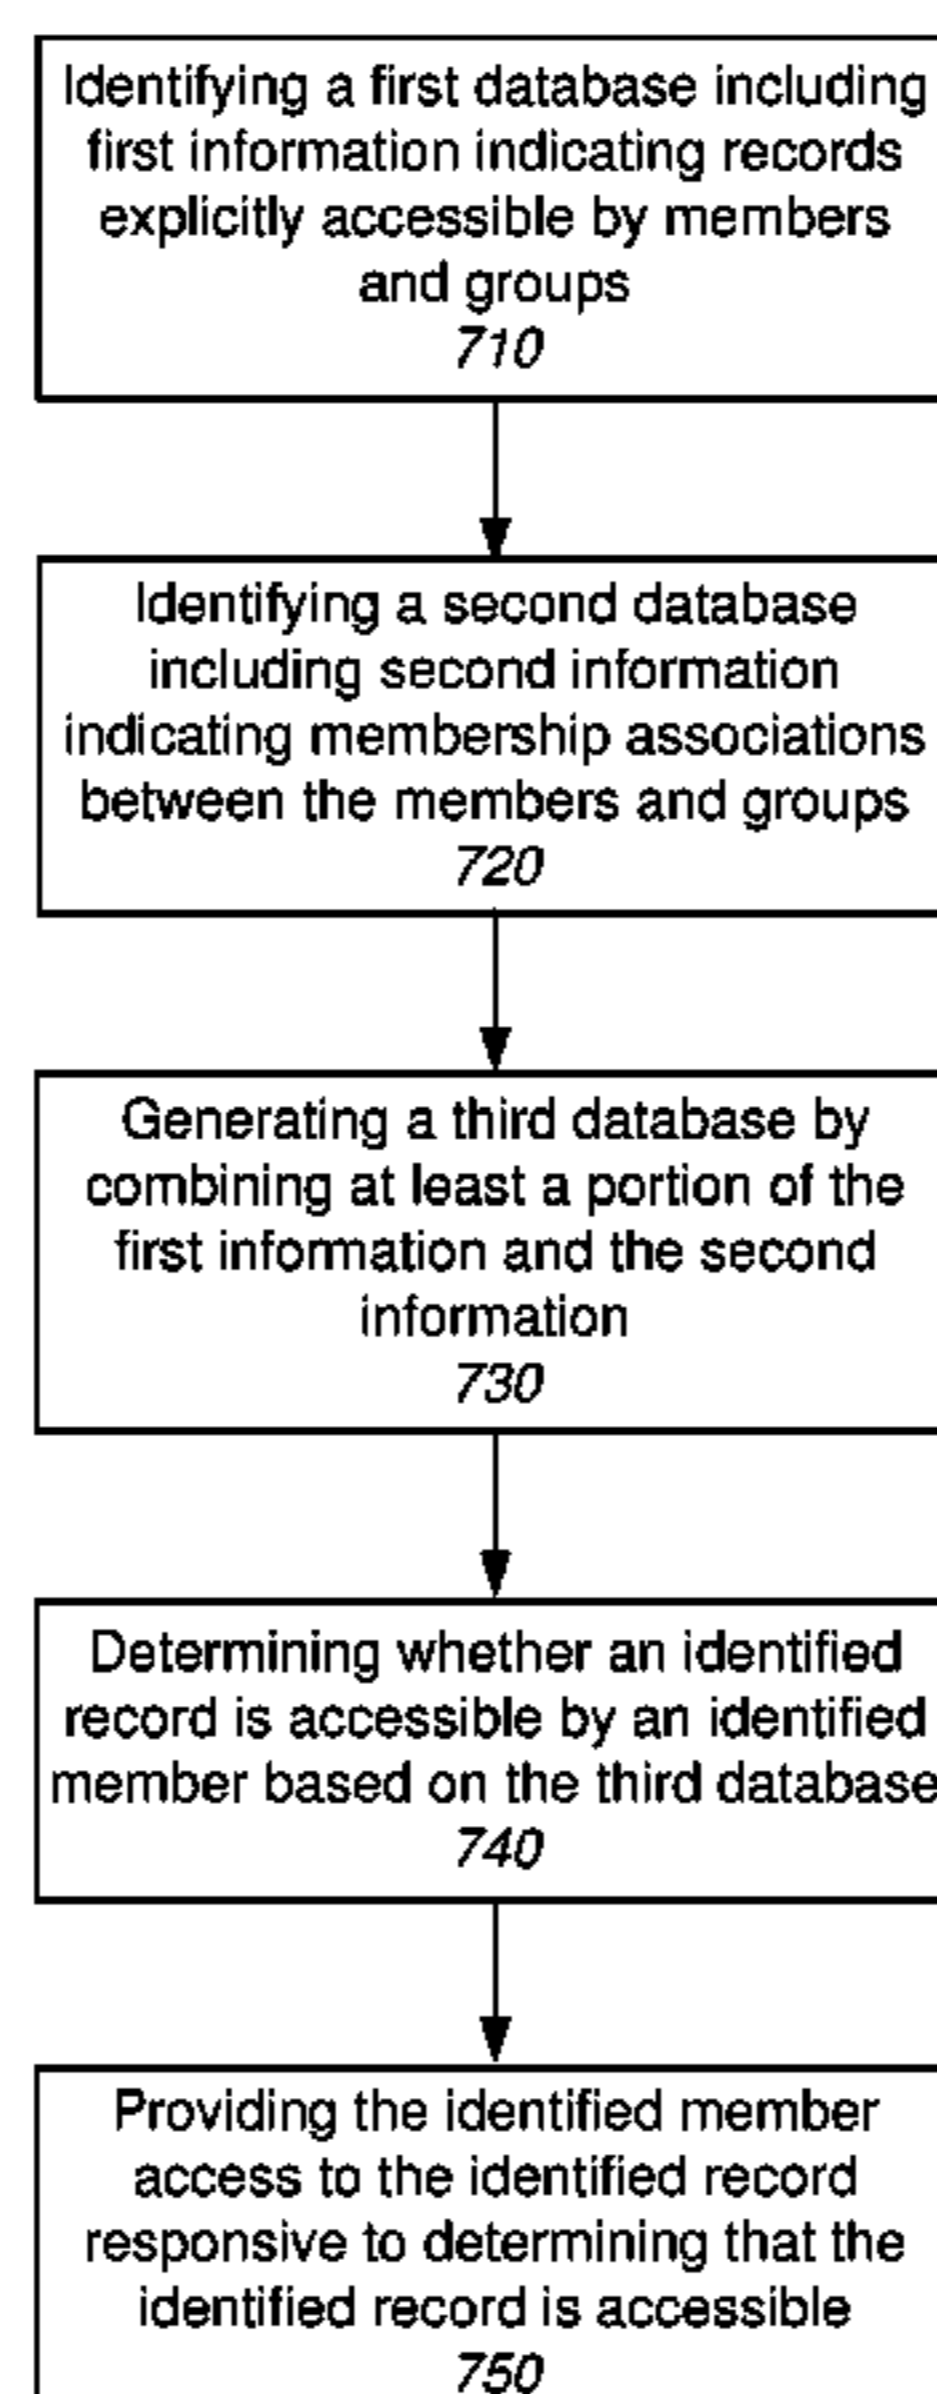 Identifying a first database including
first information indicating records
explicitly accessible by members
and groups
710
Identifying a second database
including second information
indicating membership associations
between the members and groups
720
Generating a third database by
combining at least a portion of the
first information and the second
information
730
Determining whether an identified
record is accessible by an identified
member based on the third database
740
Providing the identified member
access to the identified record
responsive to determining that the
identified record is accessible
750